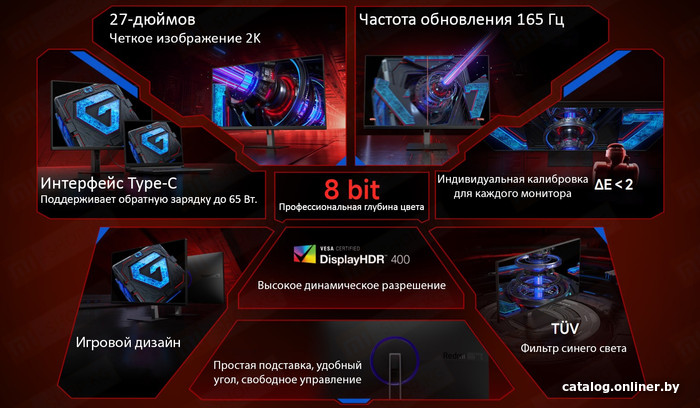 27-дюймов
Четкое изображение 2K
Частота обновления 165 Гц
Интерфейс Type-C
Поддерживает обратную зарядку до 65 Вт.
8 bit
Профессиональная глубина цвета
Индивидуальная калибровка
для каждого монитора
ΔE < 2
VESA CERTIFIED
DisplayHDR™ 400
Высокое динамическое разрешение
Игровой дизайн
TÜV
Фильтр синего света
Простая подставка, удобный
угол, свободное управление
catalog.onliner.by